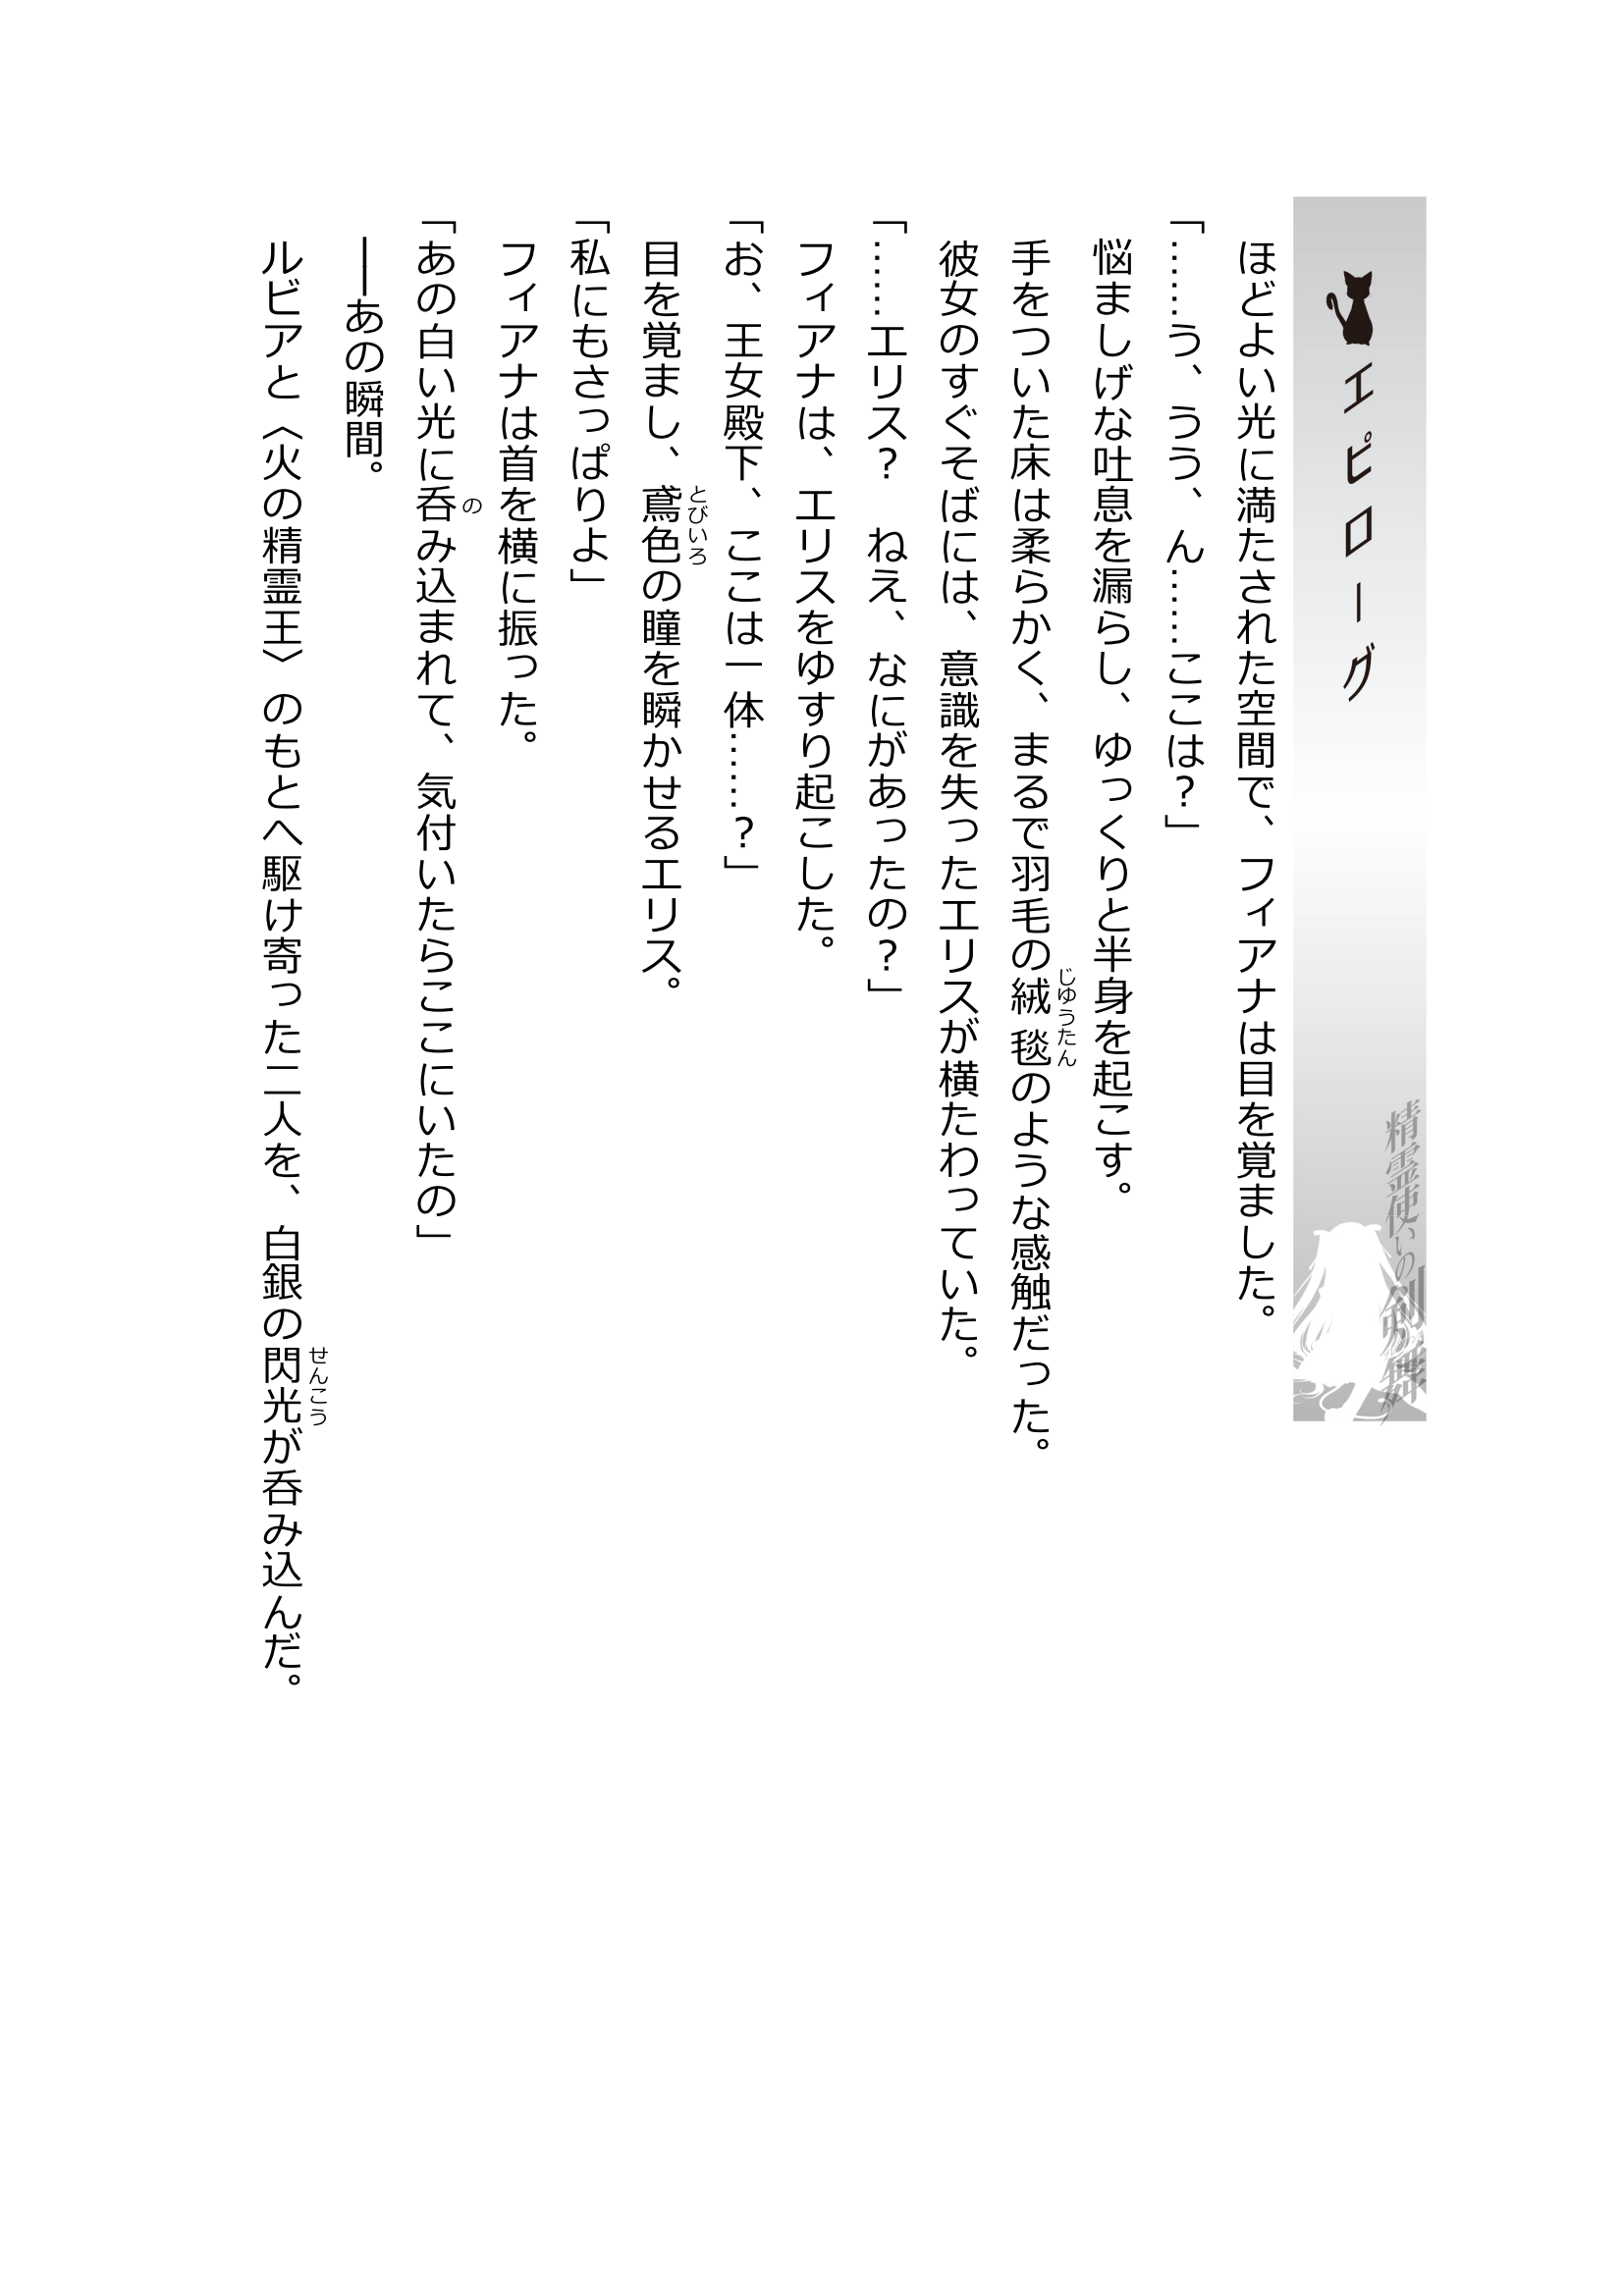 エピローグ
精霊使いの剣舞
ほどよい光に満たされた空間で、フィアナは目を覚ました。
「……う、うう、ん……ここは？」
悩ましげな吐息を漏らし、ゆっくりと半身を起こす。
手をついた床は柔らかく、まるで羽毛の絨毯のような感触だった。
じゆうたん
彼女のすぐそばには、意識を失ったエリスが横たわっていた。
「……エリス？　ねえ、なにがあったの？」
フィアナは、エリスをゆすり起こした。
「お、王女殿下、ここは一体……？」
目を覚まし、鳶色の瞳を瞬かせるエリス。
とびいろ
「私にもさっぱりよ」
フィアナは首を横に振った。
「あの白い光に呑み込まれて、気付いたらここにいたの」
の
──あの瞬間。
ルビアと〈火の精霊王〉のもとへ駆け寄った二人を、白銀の閃光が呑み込んだ。
せんこう